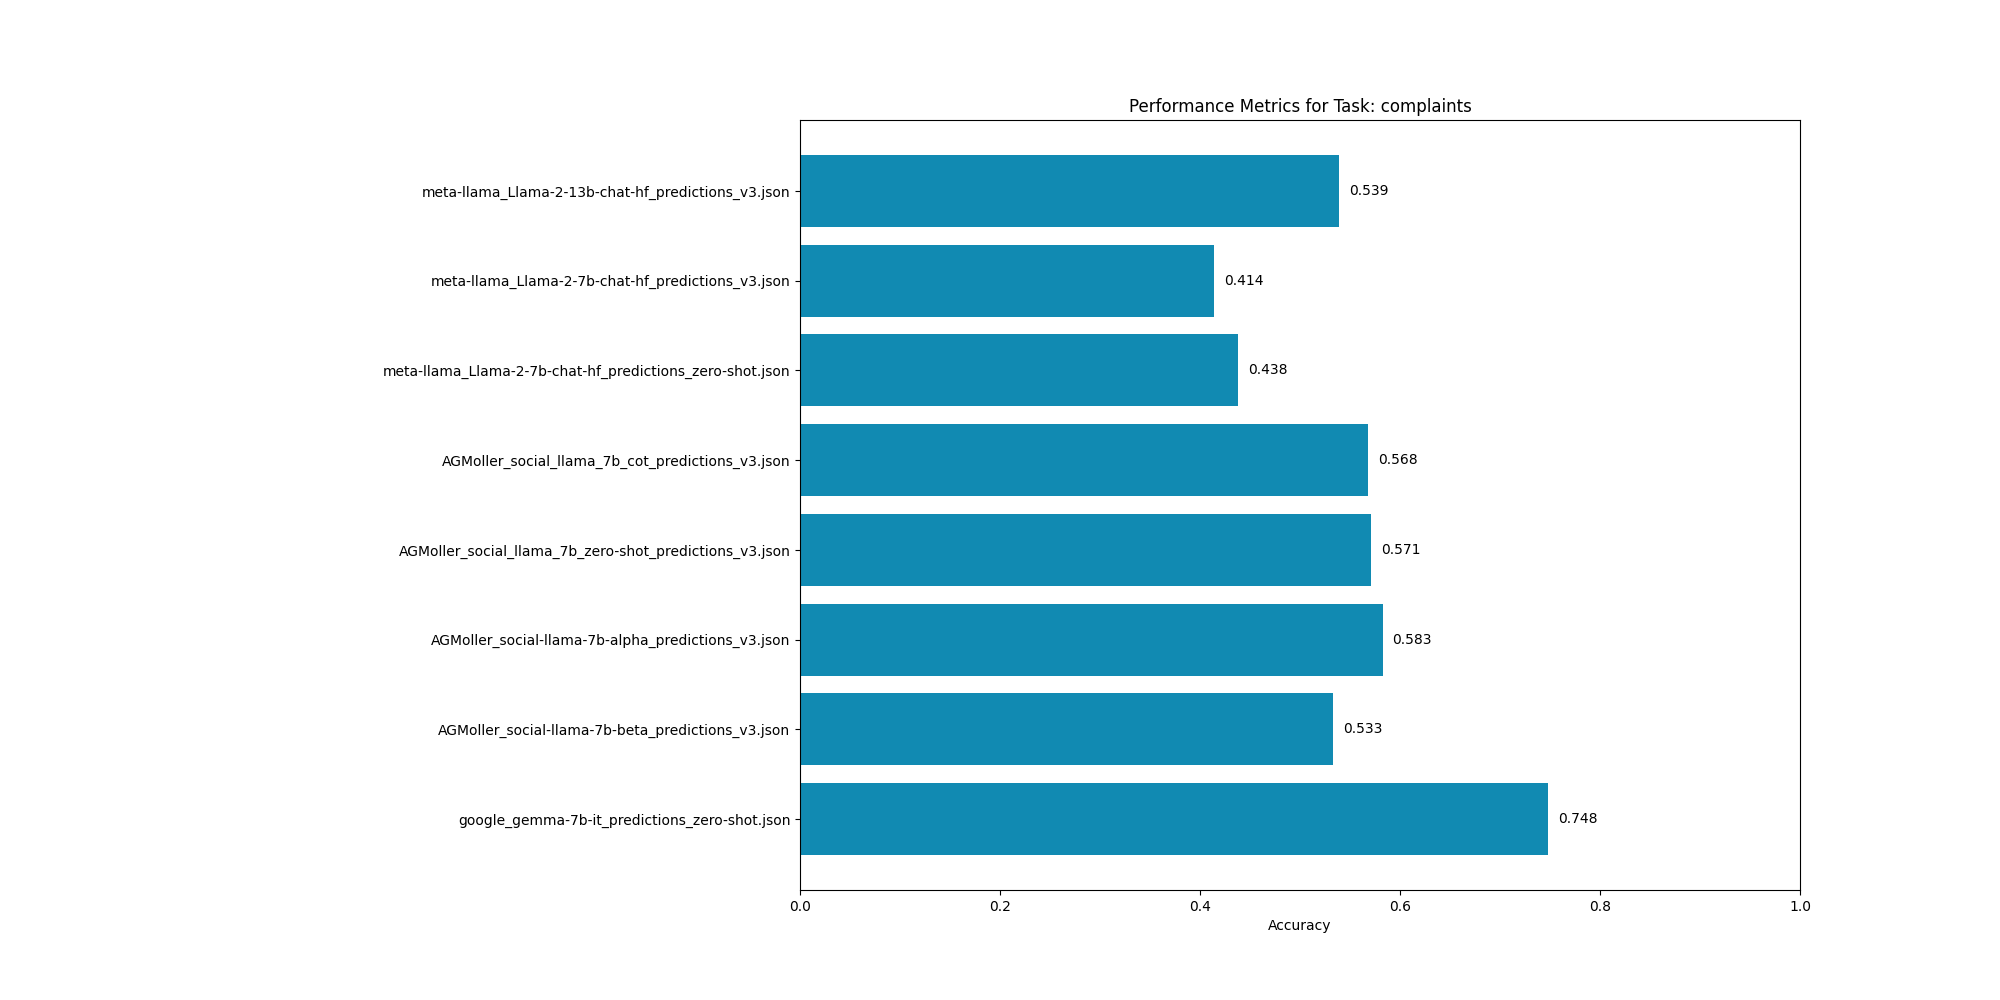 Performance Metrics for Task: complaints
meta-llama_Llama-2-13b-chat-hf_predictions_v3.json
0.539
meta-llama_Llama-2-7b-chat-hf_predictions_v3.json
0.414
meta-llama_Llama-2-7b-chat-hf_predictions_zero-shot.json
0.438
AGMoller_social_llama_7b_cot_predictions_v3.json
0.568
AGMoller_social_llama_7b_zero-shot_predictions_v3.json
0.571
AGMoller_social-llama-7b-alpha_predictions_v3.json
0.583
AGMoller_social-llama-7b-beta_predictions_v3.json
0.533
google_gemma-7b-it_predictions_zero-shot.json
0.748
0.0 0.2 0.4 0.6 0.8 1.0
Accuracy